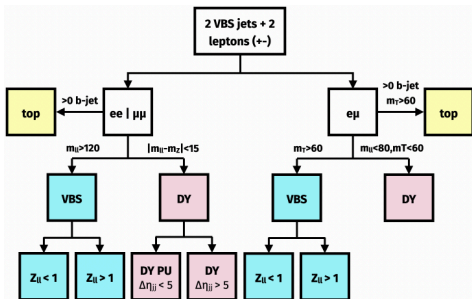 2 VBS jets + 2
leptons (+-)
>0 b-jet
>0 b-jet
mT>60
top
ee | μμ
eμ
top
mll>120
|mll-mZ|<15
mT>60
mll<80,mT<60
VBS
DY
VBS
DY
Zll < 1
Zll > 1
DY PU
Δηjj < 5
DY
Δηjj > 5
Zll < 1
Zll > 1